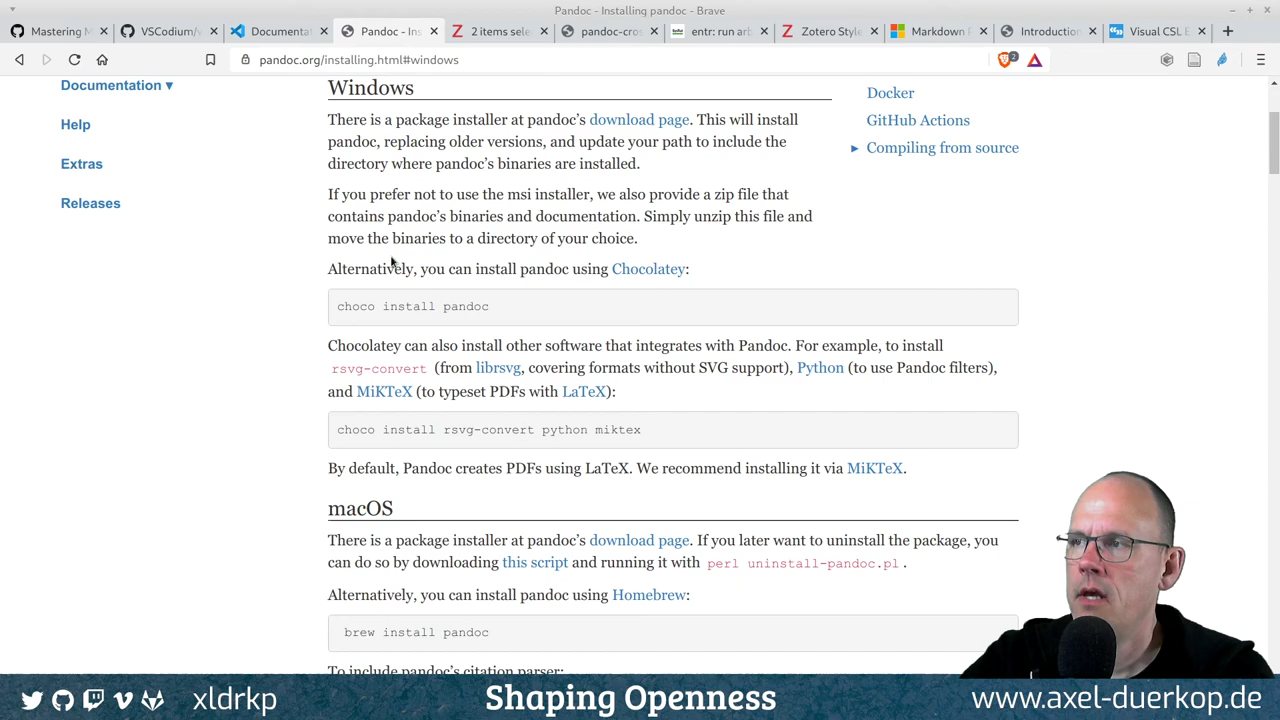 Pandoc - Installing pandoc - Brave
Mastering M
VSCodium/
Documenta
Pandoc - Ins
2 items sele
pandoc-cros
entr: run arb
Zotero Style
Markdown P
Introduction
Visual CSL E
pandoc.org/installing.html#windows
2
Documentation ▾
Help
Extras
Releases
Windows
There is a package installer at pandoc’s download page. This will install
pandoc, replacing older versions, and update your path to include the
directory where pandoc’s binaries are installed.
If you prefer not to use the msi installer, we also provide a zip file that
contains pandoc’s binaries and documentation. Simply unzip this file and
move the binaries to a directory of your choice.
Alternatively, you can install pandoc using Chocolatey:
choco install pandoc
Chocolatey can also install other software that integrates with Pandoc. For example, to install
rsvg-convert (from librsvg, covering formats without SVG support), Python (to use Pandoc filters),
and MiKTeX (to typeset PDFs with LaTeX):
choco install rsvg-convert python miktex
By default, Pandoc creates PDFs using LaTeX. We recommend installing it via MiKTeX.
macOS
There is a package installer at pandoc’s download page. If you later want to uninstall the package, you
can do so by downloading this script and running it with perl uninstall-pandoc.pl .
Alternatively, you can install pandoc using Homebrew:
brew install pandoc
To include pandoc’s citation parser:
Docker
GitHub Actions
▸ Compiling from source
xldrkp
Shaping Openness
www.axel-duerkop.de